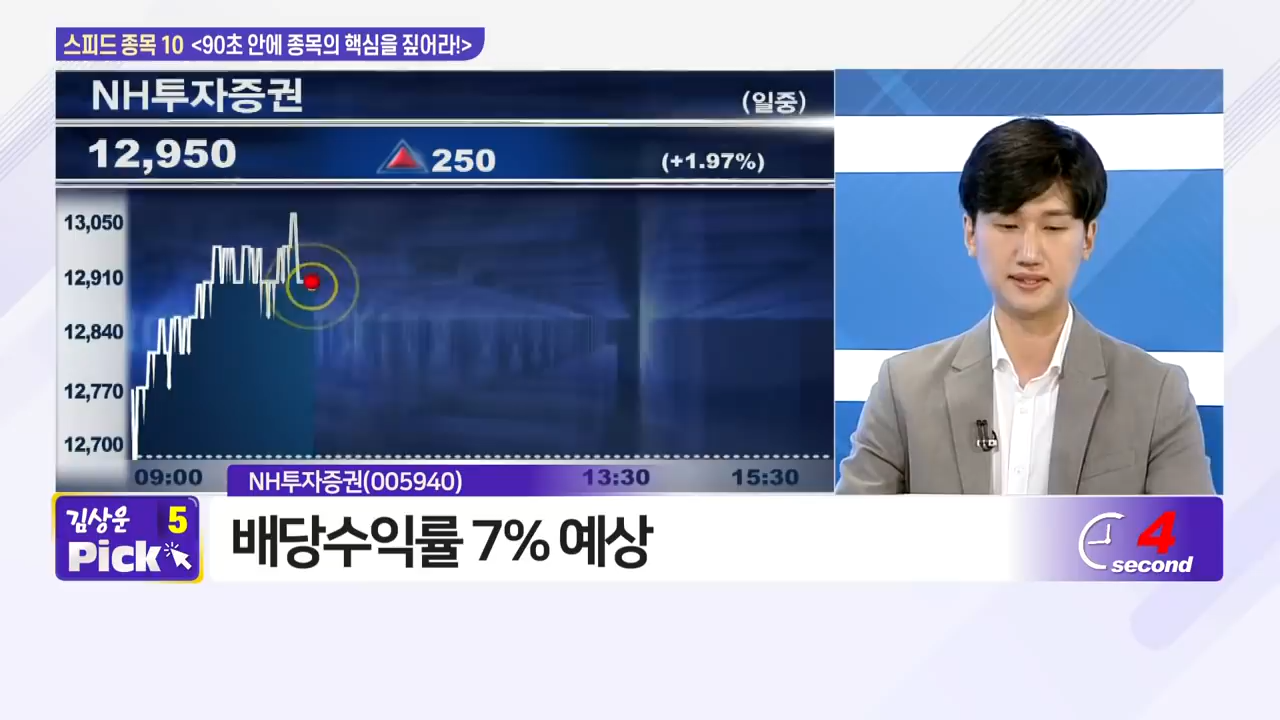 스피드 종목 10 <90초 안에 종목의 핵심을 짚어라!>
NH투자증권
(일중)
12,950 250 (+1.97%)
13,050
12,910
12,840
12,770
12,700
09:00 13:30 15:30
NH투자증권(005940)
김상운 5
Pick
배당수익률 7% 예상
4
second